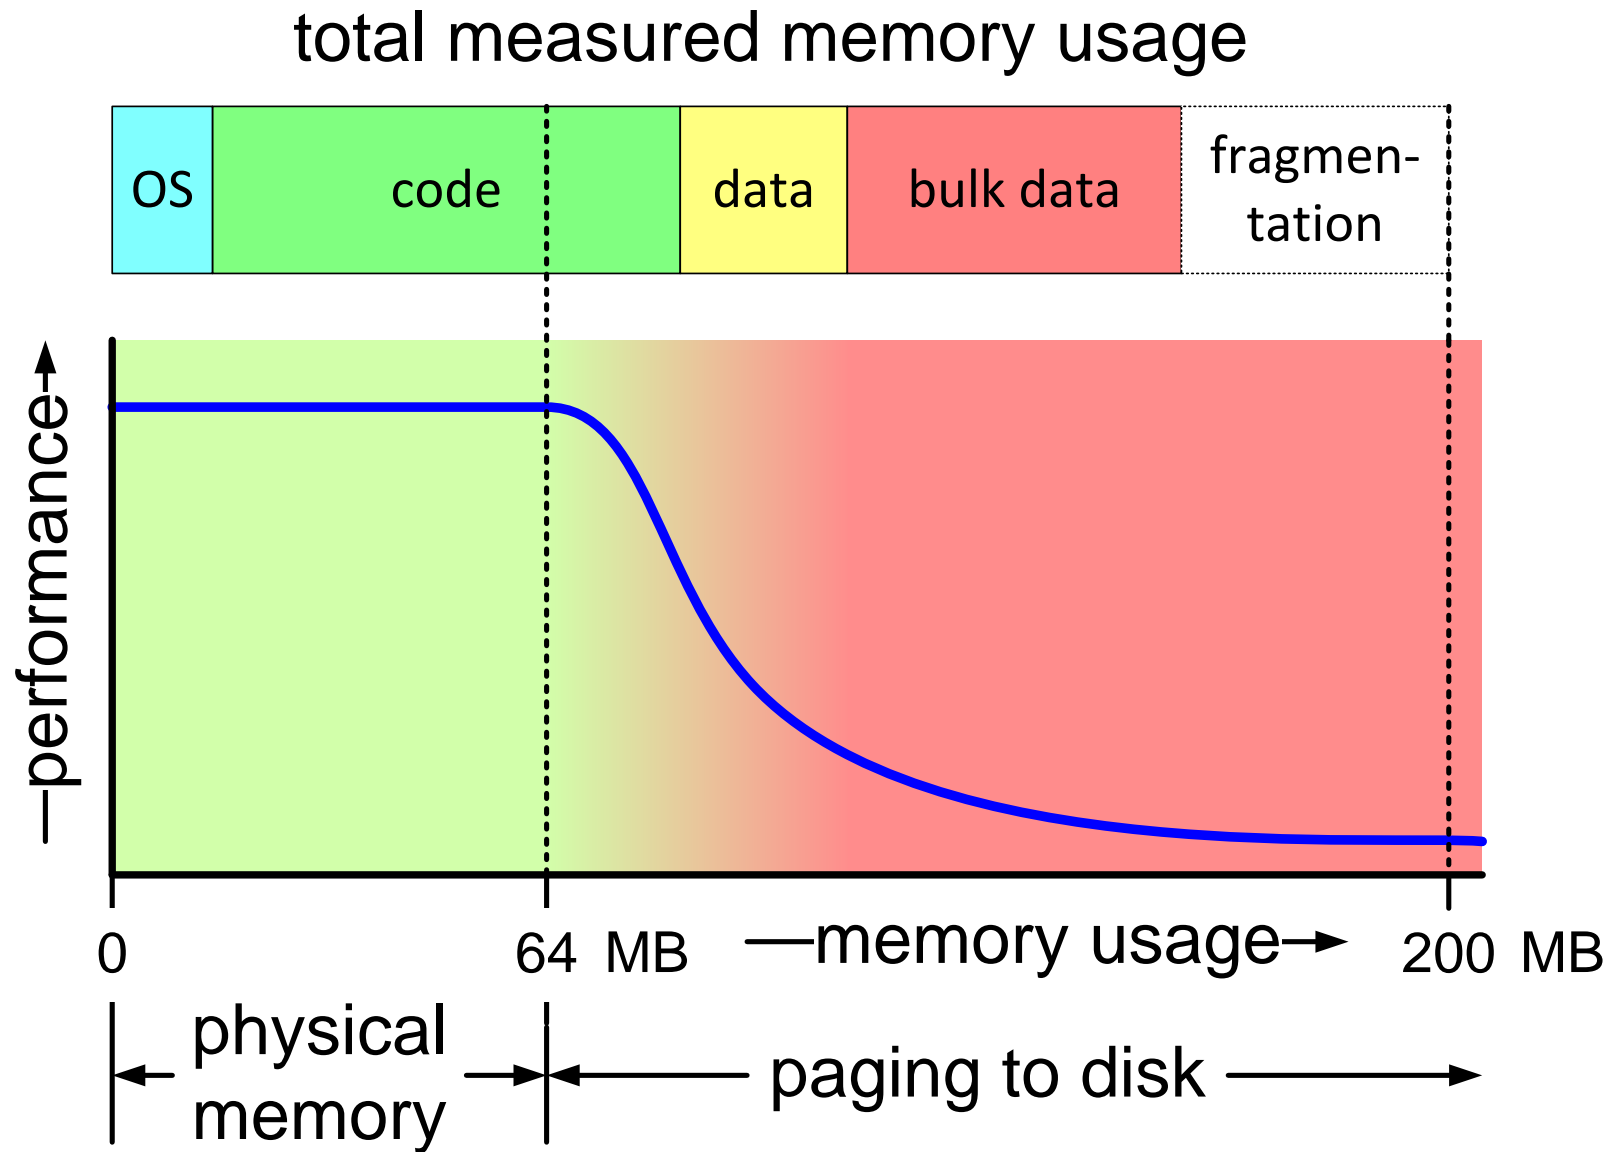 total measured memory usage
OS
code
data
bulk data
fragmen-
tation
performance
0
64 MB
memory usage
200 MB
physical
memory
paging to disk